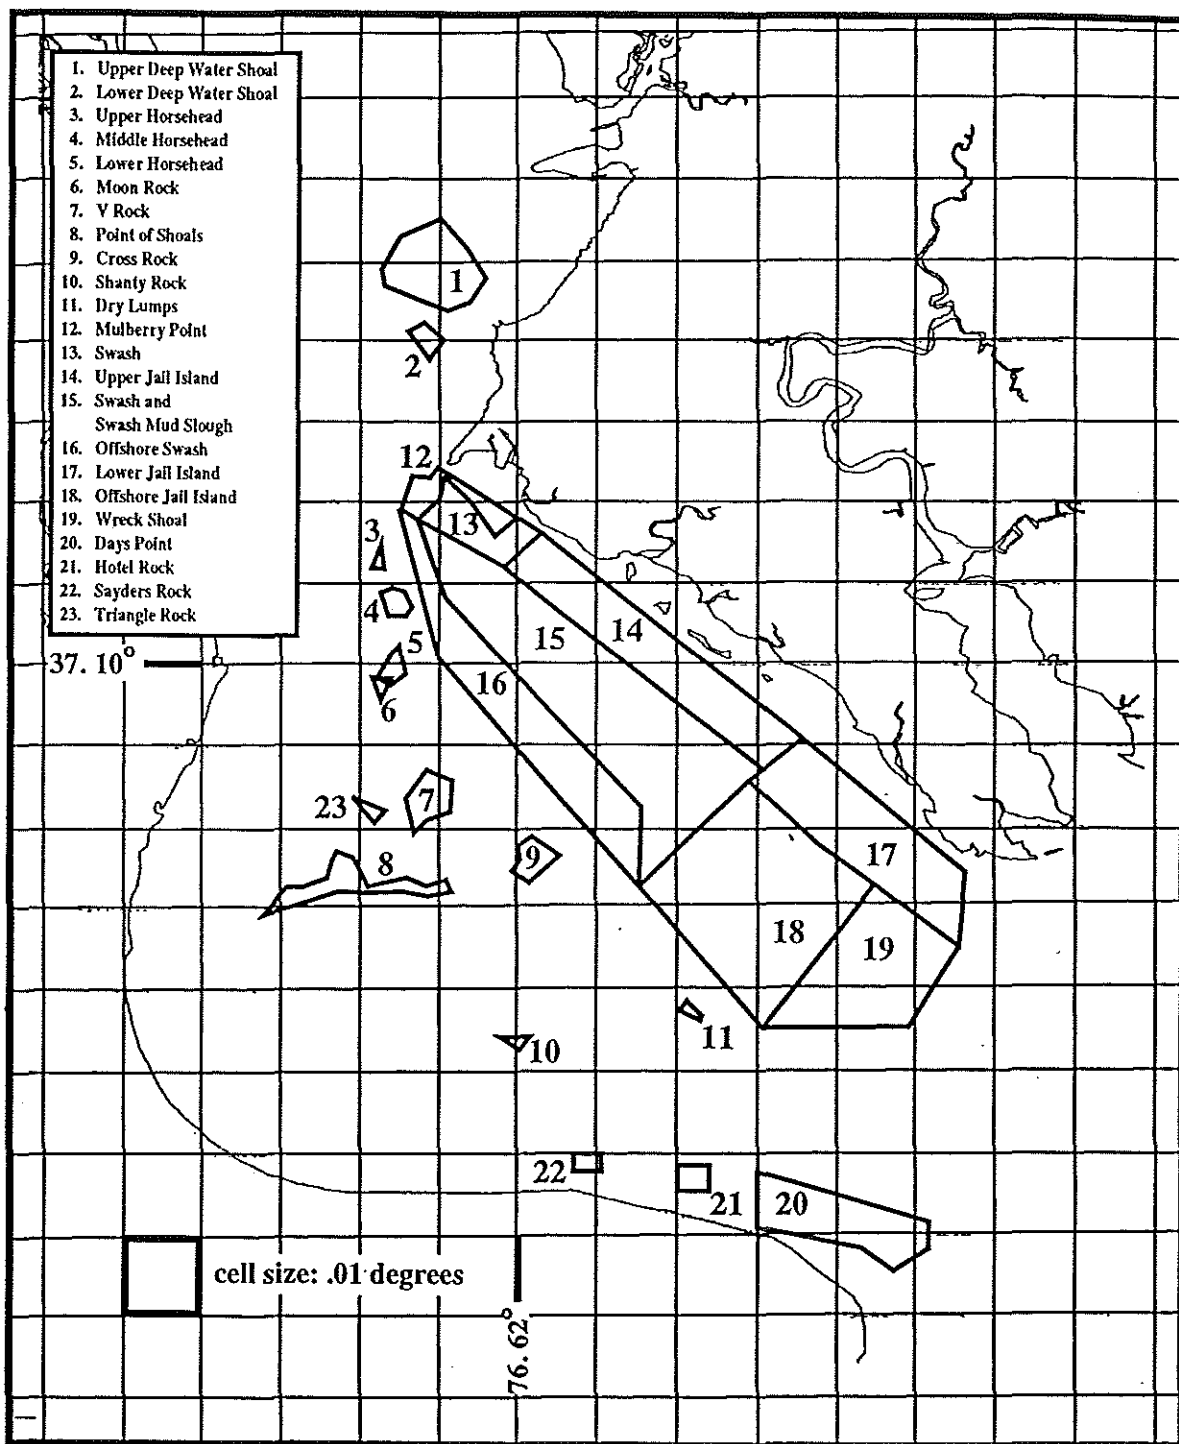 1. Upper Deep Water Shoal
2. Lower Deep Water Shoal
3. Upper Horsehead
4. Middle Horsehead
5. Lower Horsehead
6. Moon Rock
7. V Rock
8. Point of Shoals
9. Cross Rock
10. Shanty Rock
11. Dry Lumps
12. Mulberry Point
13. Swash
14. Upper Jail Island
15. Swash and
Swash Mud Slough
16. Offshore Swash
17. Lower Jail Island
18. Offshore Jail Island
19. Wreck Shoal
20. Days Point
21. Hotel Rock
22. Sayders Rock
23. Triangle Rock
1
2
12
3
13
4
14
15
5
37. 10°
16
6
23
7
9
17
8
18
19
11
10
22
21
20
cell size: .01 degrees
76. 62°